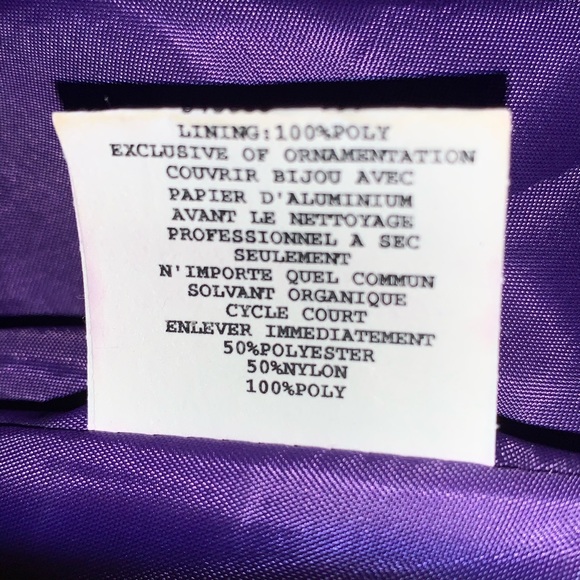 LINING:100%POLY
EXCLUSIVE OF ORNAMENTATION
COUVRIR BIJOU AVEC
PAPIER D'ALUMINIUM
AVANT LE NETTOYAGE
PROFESSIONNEL A SEC
SEULEMENT
N'IMPORTE QUEL COMMUN
SOLVANT ORGANIQUE
CYCLE COURT
ENLEVER IMMEDIATEMENT
50%POLYESTER
50%NYLON
100%POLY